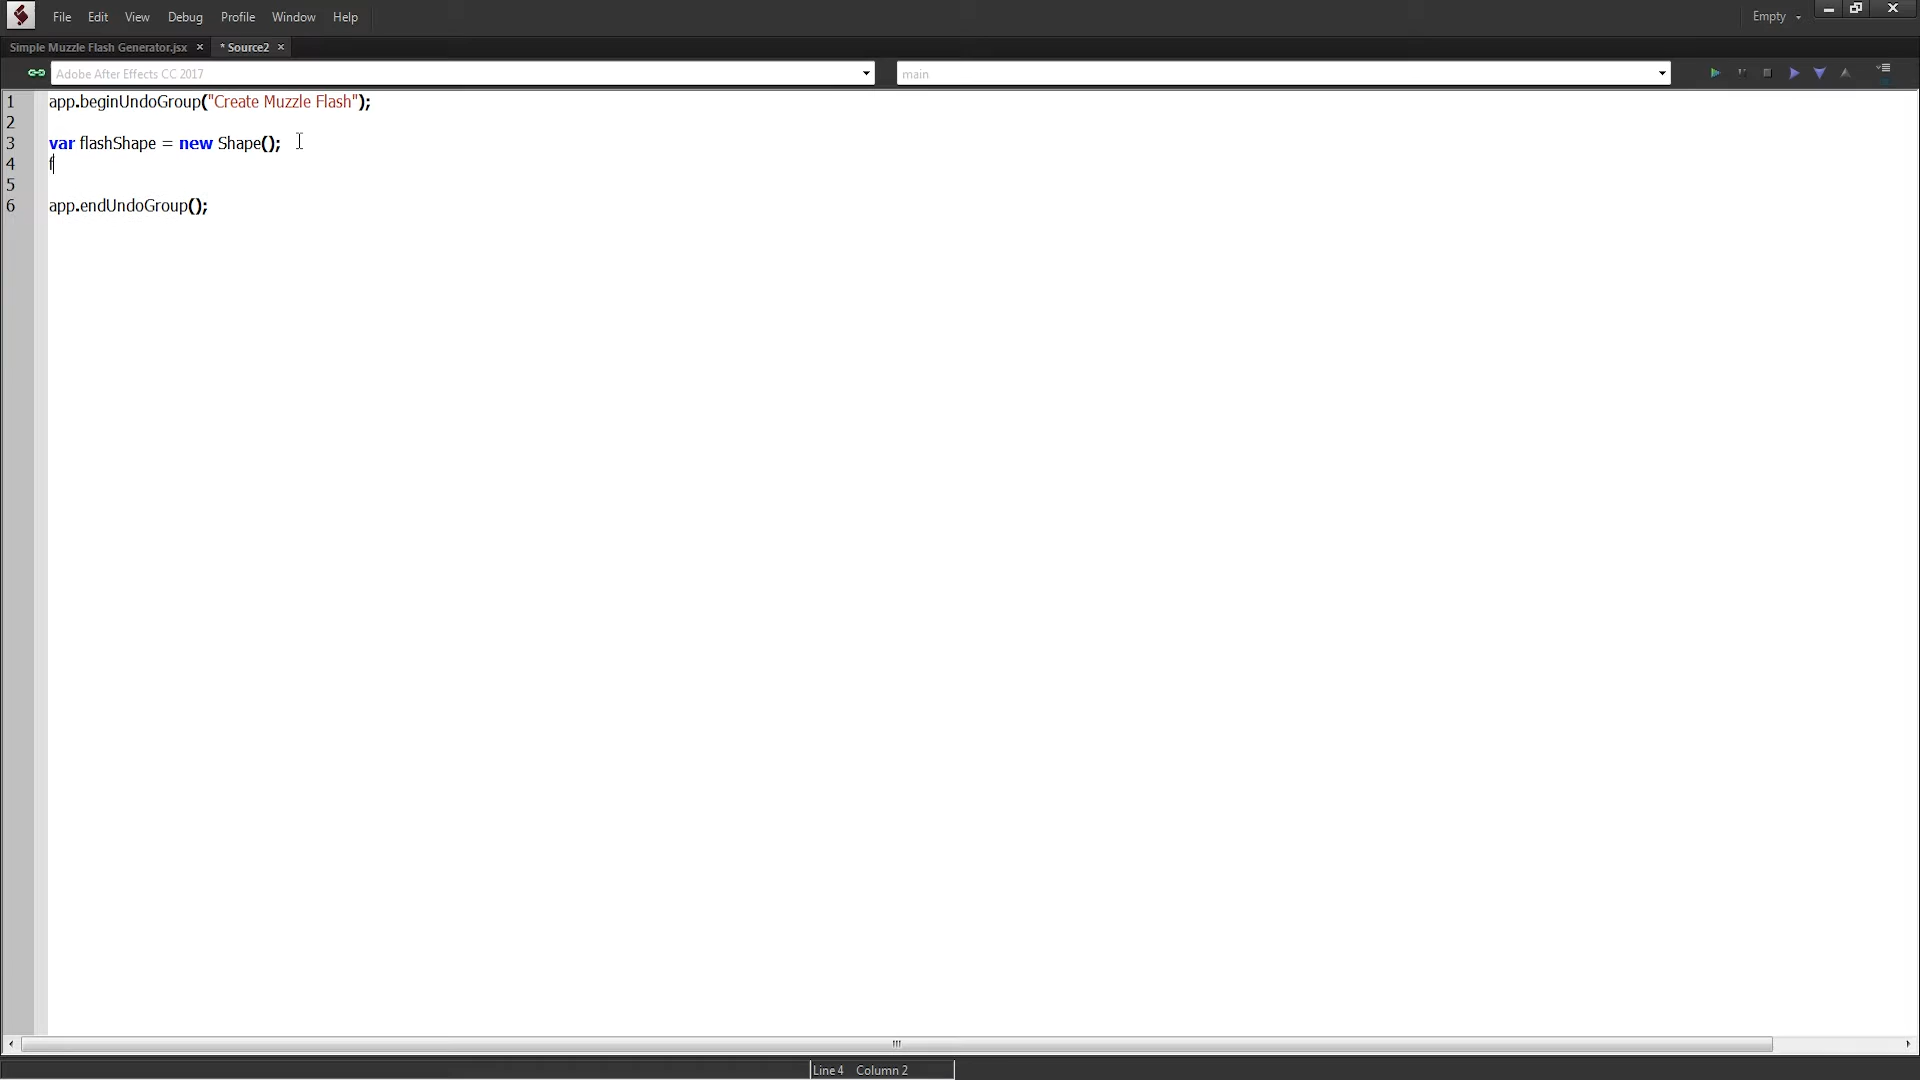 File Edit View Debug Profile Window Help Empty
Simple Muzzle Flash Generator.jsx × * Source2 ×
Adobe After Effects CC 2017 main
1 app.beginUndoGroup("Create Muzzle Flash");
2
3 var flashShape = new Shape();
4 f
5
6 app.endUndoGroup();
Line 4 Column 2